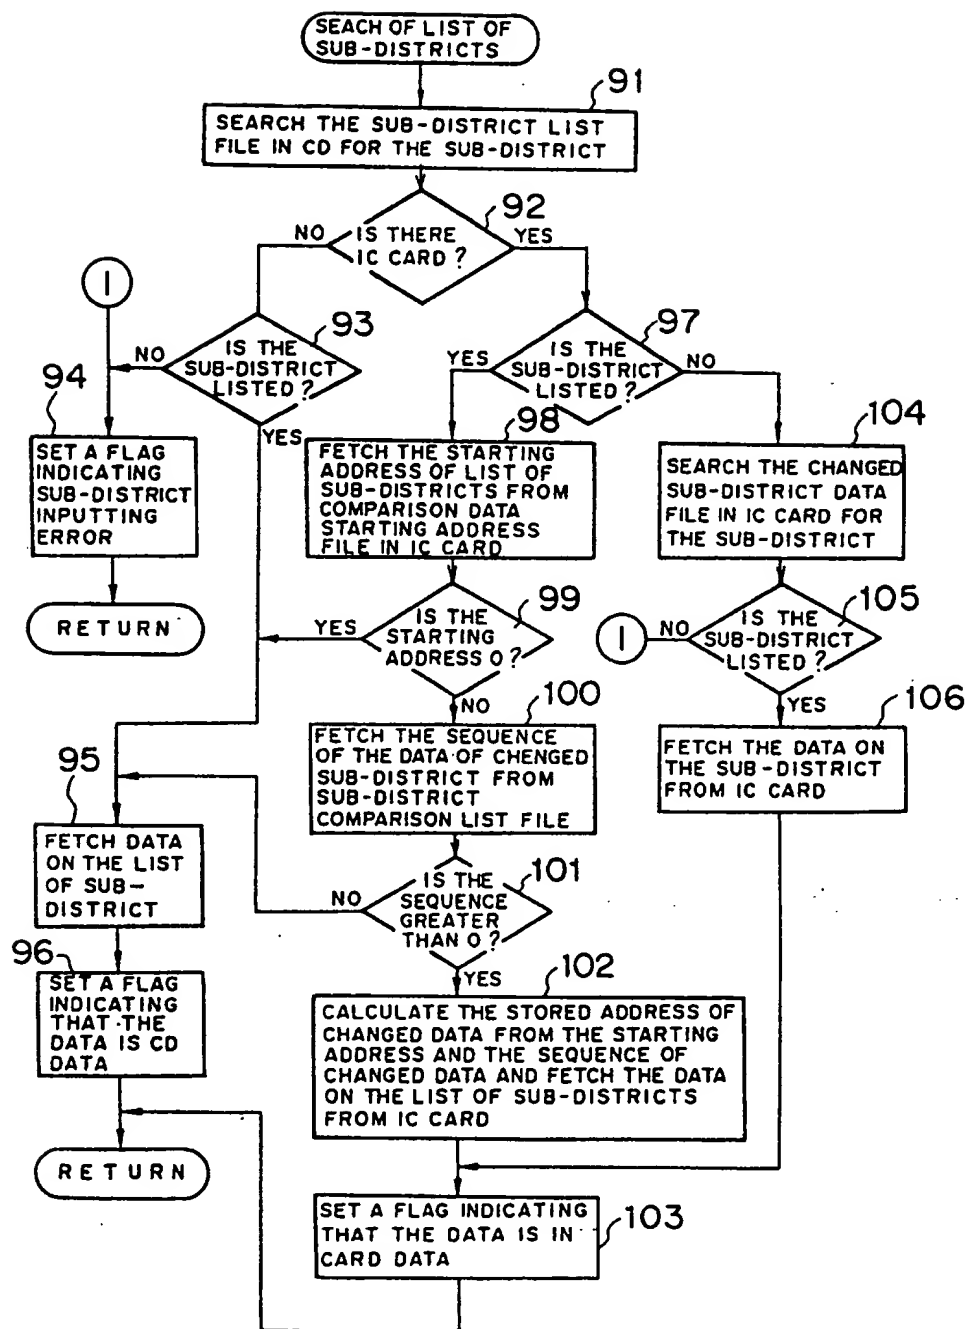 SEACH OF LIST OF
SUB-DISTRICTS
91
SEARCH THE SUB-DISTRICT LIST
FILE IN CD FOR THE SUB-DISTRICT
92
IS THERE
IC CARD ?
NO
YES
1
93
IS THE
SUB-DISTRICT
LISTED ?
NO
YES
97
IS THE
SUB-DISTRICT
LISTED ?
YES
NO
94
SET A FLAG
INDICATING
SUB-DISTRICT
INPUTTING
ERROR
RETURN
98
FETCH THE STARTING
ADDRESS OF LIST OF
SUB-DISTRICTS FROM
COMPARISON DATA
STARTING ADDRESS
FILE IN IC CARD
104
SEARCH THE CHANGED
SUB-DISTRICT DATA
FILE IN IC CARD FOR
THE SUB-DISTRICT
99
IS THE
STARTING
ADDRESS 0 ?
YES
NO
105
IS THE
SUB-DISTRICT
LISTED ?
NO
1
YES
100
FETCH THE SEQUENCE
OF THE DATA OF CHENGED
SUB-DISTRICT FROM
SUB-DISTRICT
COMPARISON LIST FILE
106
FETCH THE DATA ON
THE SUB-DISTRICT
FROM IC CARD
95
FETCH DATA
ON THE LIST
OF SUB-
DISTRICT
101
IS THE
SEQUENCE
GREATER
THAN 0 ?
NO
YES
96
SET A FLAG
INDICATING
THAT THE
DATA IS CD
DATA
RETURN
102
CALCULATE THE STORED ADDRESS OF
CHANGED DATA FROM THE STARTING
ADDRESS AND THE SEQUENCE OF
CHANGED DATA AND FETCH THE DATA
ON THE LIST OF SUB-DISTRICTS
FROM IC CARD
103
SET A FLAG INDICATING
THAT THE DATA IS IN
CARD DATA